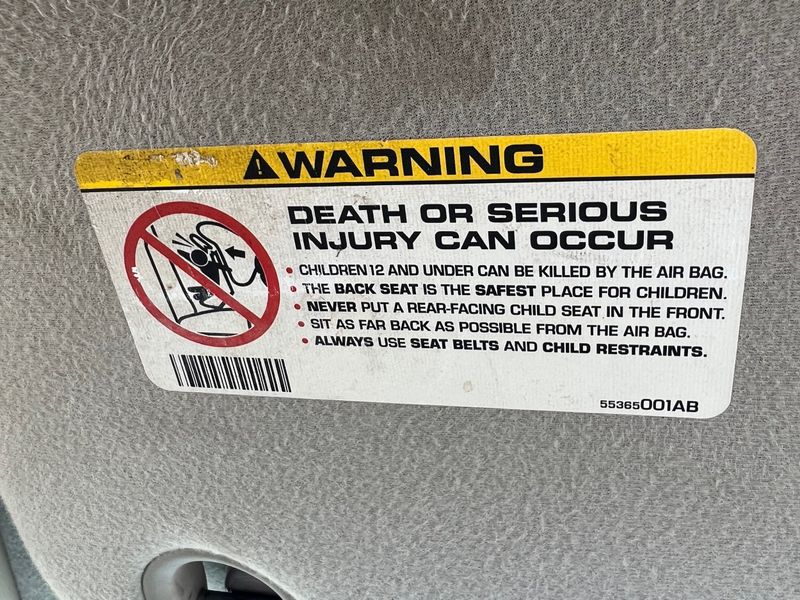 WARNING
DEATH OR SERIOUS
INJURY CAN OCCUR
• CHILDREN 12 AND UNDER CAN BE KILLED BY THE AIR BAG.
• THE BACK SEAT IS THE SAFEST PLACE FOR CHILDREN.
• NEVER PUT A REAR-FACING CHILD SEAT IN THE FRONT.
• SIT AS FAR BACK AS POSSIBLE FROM THE AIR BAG.
• ALWAYS USE SEAT BELTS AND CHILD RESTRAINTS.
55365001AB